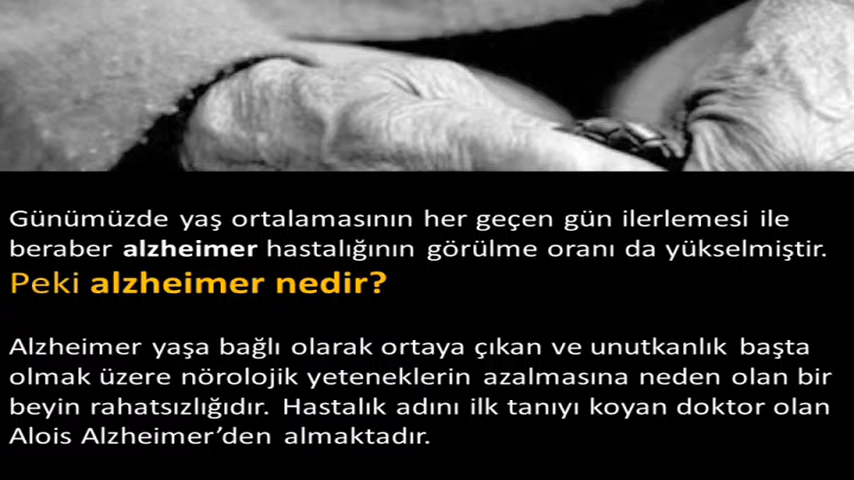 Günümüzde yaş ortalamasının her geçen gün ilerlemesi ile
beraber alzheimer hastalığının görülme oranı da yükselmiştir.
Peki alzheimer nedir?
Alzheimer yaşa bağlı olarak ortaya çıkan ve unutkanlık başta
olmak üzere nörolojik yeteneklerin azalmasına neden olan bir
beyin rahatsızlığıdır. Hastalık adını ilk tanıyı koyan doktor olan
Alois Alzheimer’den almaktadır.